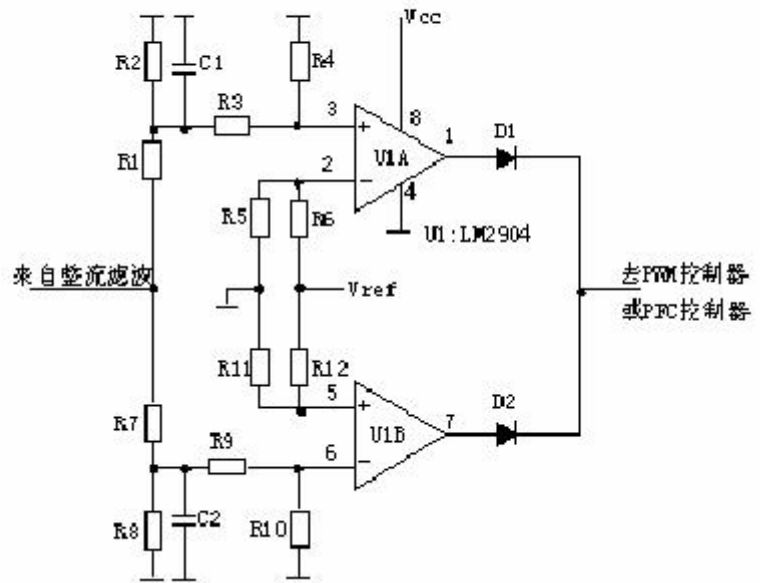 Vcc
R2
C1
R4
R3
3
8
1
D1
R1
U1A
2
4
R5
R6
U1:LM2904
来自整流滤波
Vref
去PWM控制器
或PFC控制器
R11
R12
5
D2
7
R7
R9
U1B
6
R8
C2
R10